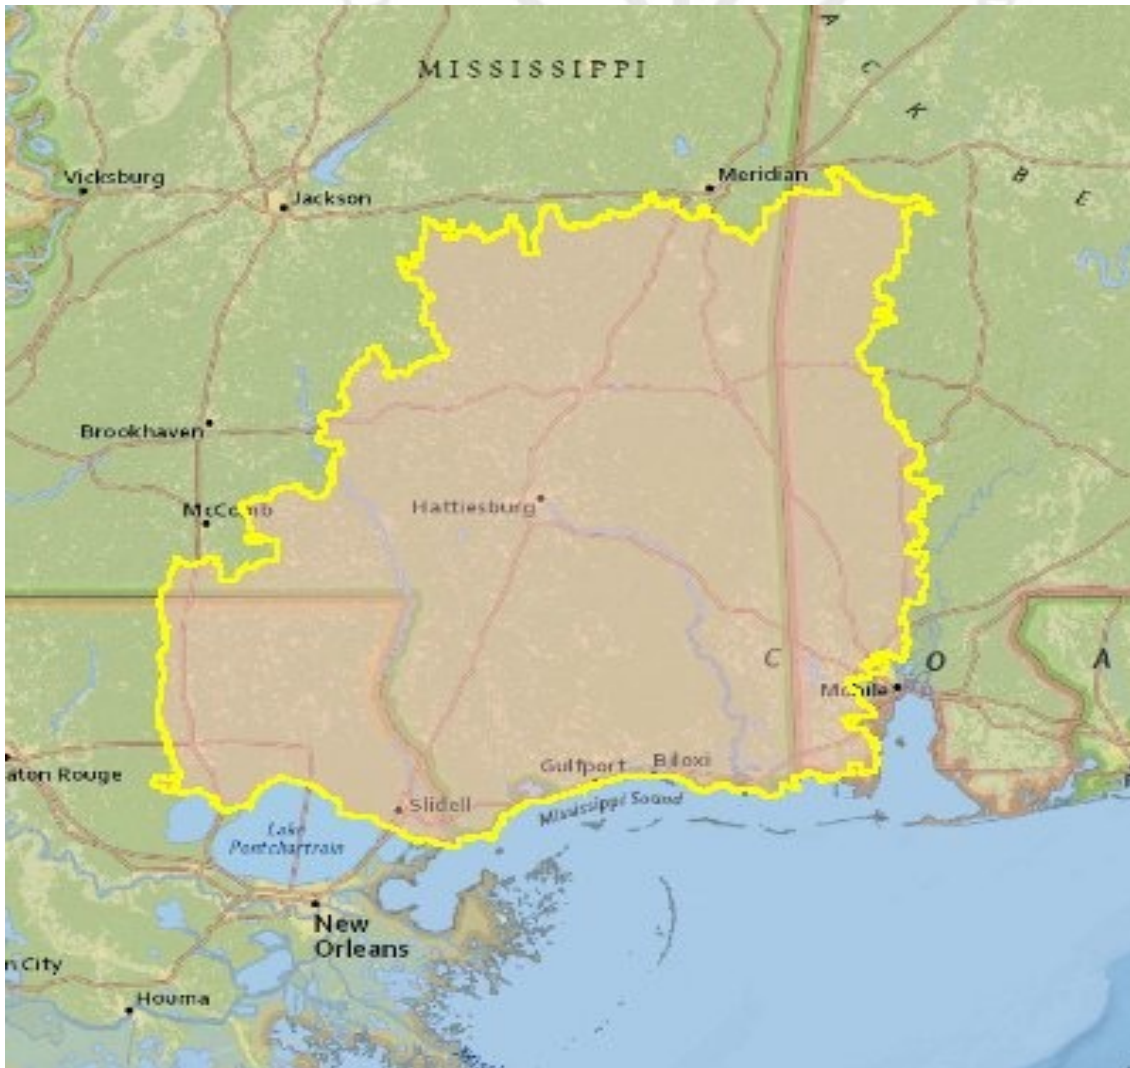 MISSISSIPPI
A
C
K
B
E
Vicksburg
Meridian
Jackson
Brookhaven
Hattiesburg
McComb
C O A
Mobile
Gulfport
Biloxi
aton Rouge
Slidell
Mississippi Sound
Lake
Pontchartrain
New
Orleans
n City
Houma